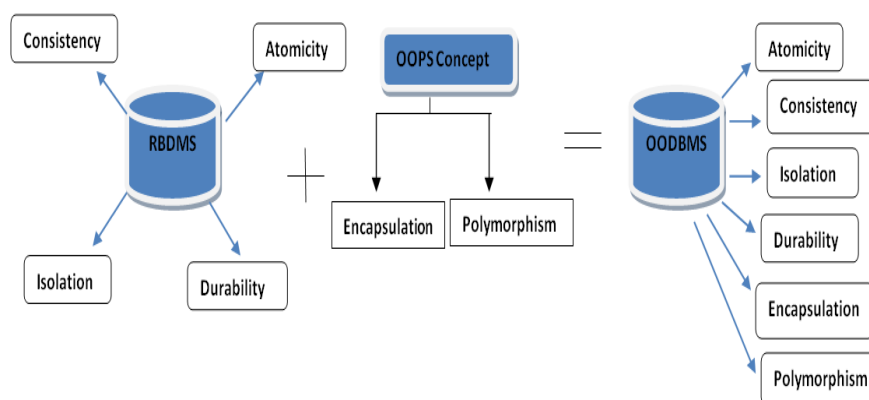 Consistency
Atomicity
RBDMS
Isolation
Durability
+
OOPS Concept
Encapsulation
Polymorphism
=
OODBMS
Atomicity
Consistency
Isolation
Durability
Encapsulation
Polymorphism